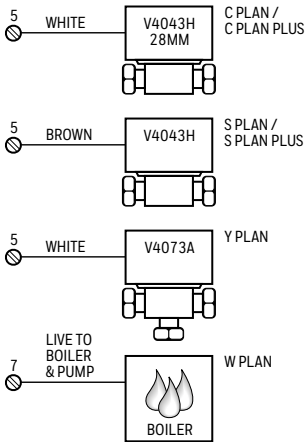 5
WHITE
V4043H
28MM
C PLAN /
C PLAN PLUS
5
BROWN
V4043H
S PLAN /
S PLAN PLUS
5
WHITE
V4073A
Y PLAN
7
LIVE TO
BOILER
& PUMP
BOILER
W PLAN